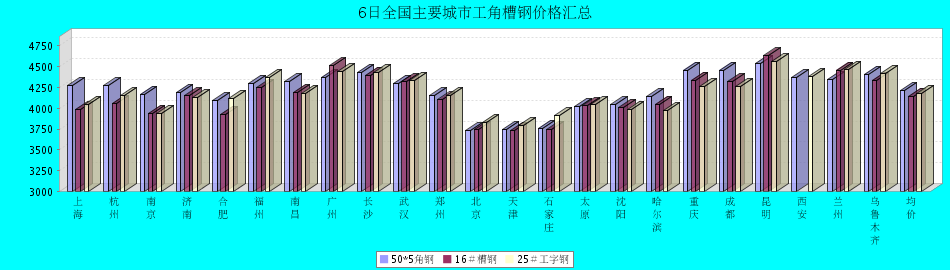 6日全国主要城市工角槽钢价格汇总
4750
4500
4250
4000
3750
3500
3250
3000
上海 杭州 南京 济南 合肥 福州 南昌 广州 长沙 武汉 郑州 北京 天津 石家庄 太原 沈阳 哈尔滨 重庆 成都 昆明 西安 兰州 乌鲁木齐 均价
50*5角钢 16#槽钢 25#工字钢